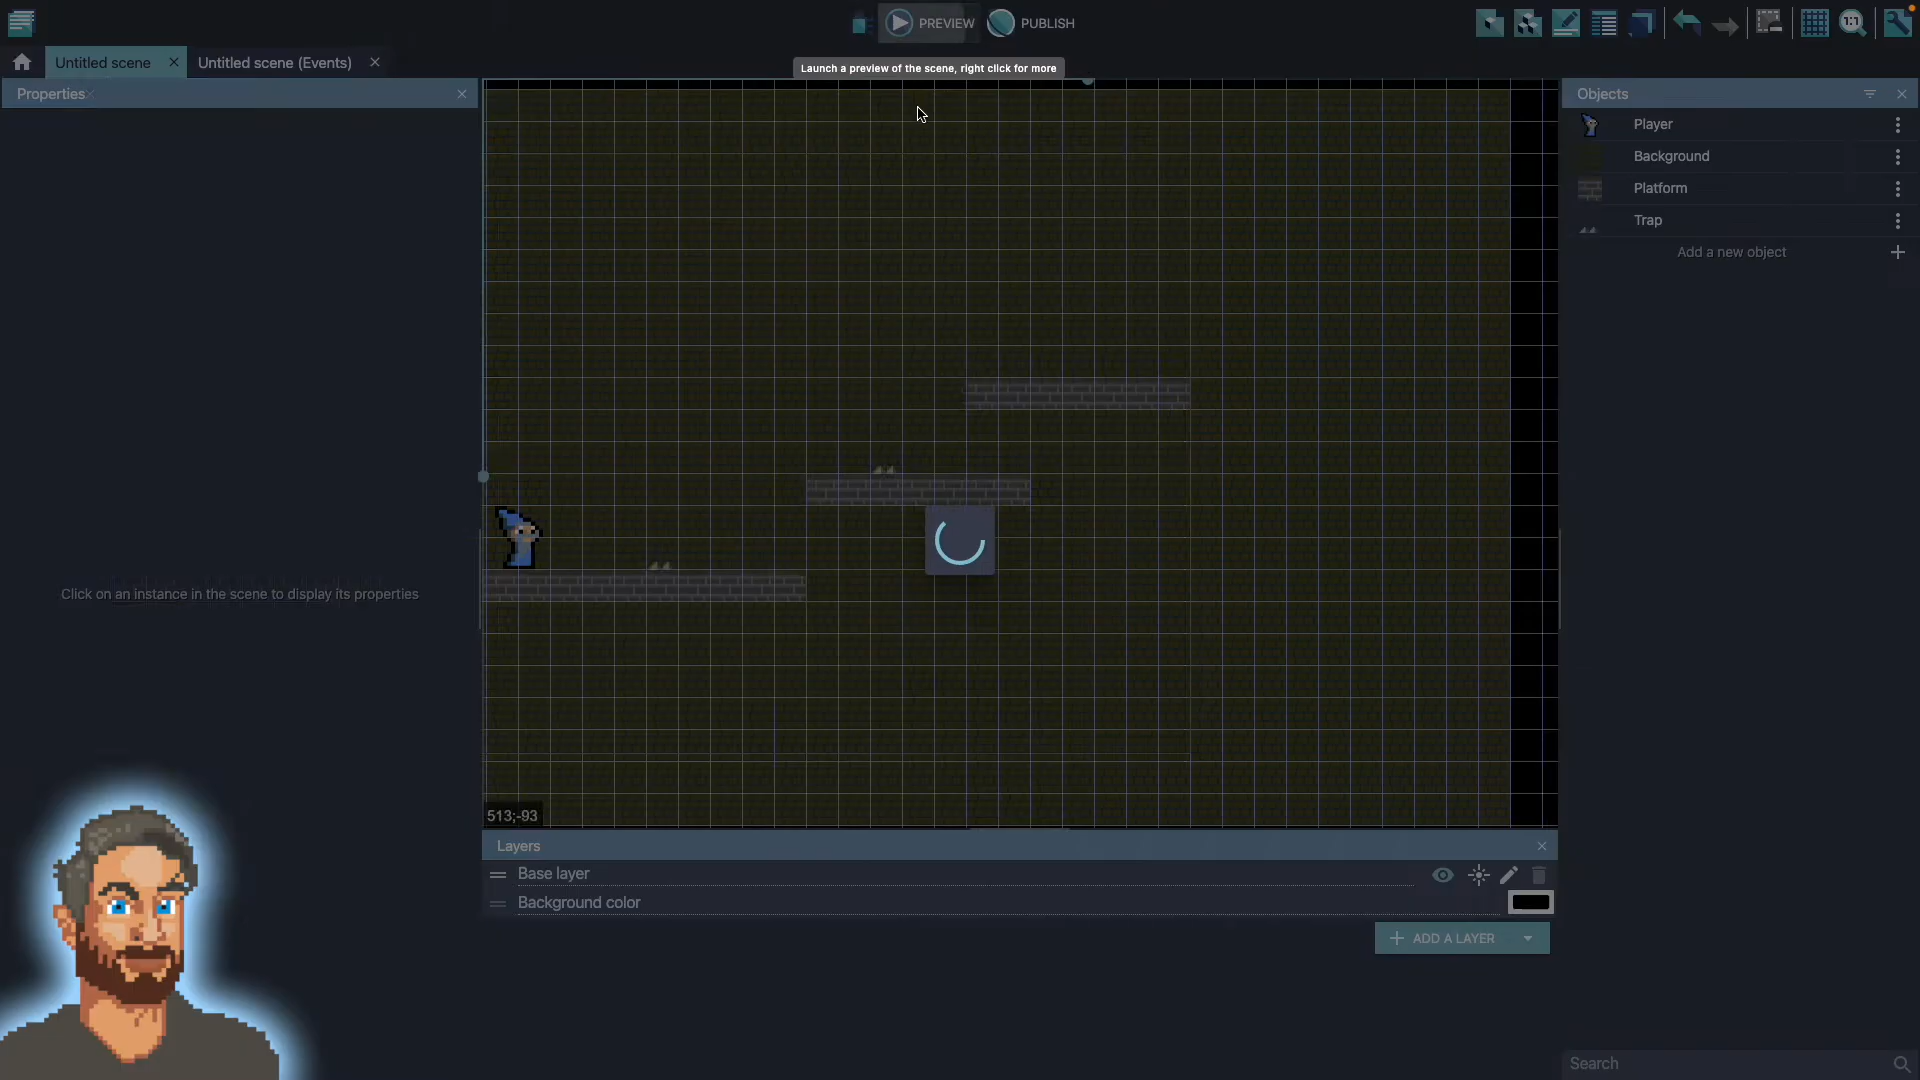 PREVIEW
PUBLISH
1:1
Untitled scene
Untitled scene (Events)
Launch a preview of the scene, right click for more
Properties
Objects
Player
Background
Platform
Trap
Add a new object
Click on an instance in the scene to display its properties
513;-93
Layers
Base layer
Background color
ADD A LAYER
Search